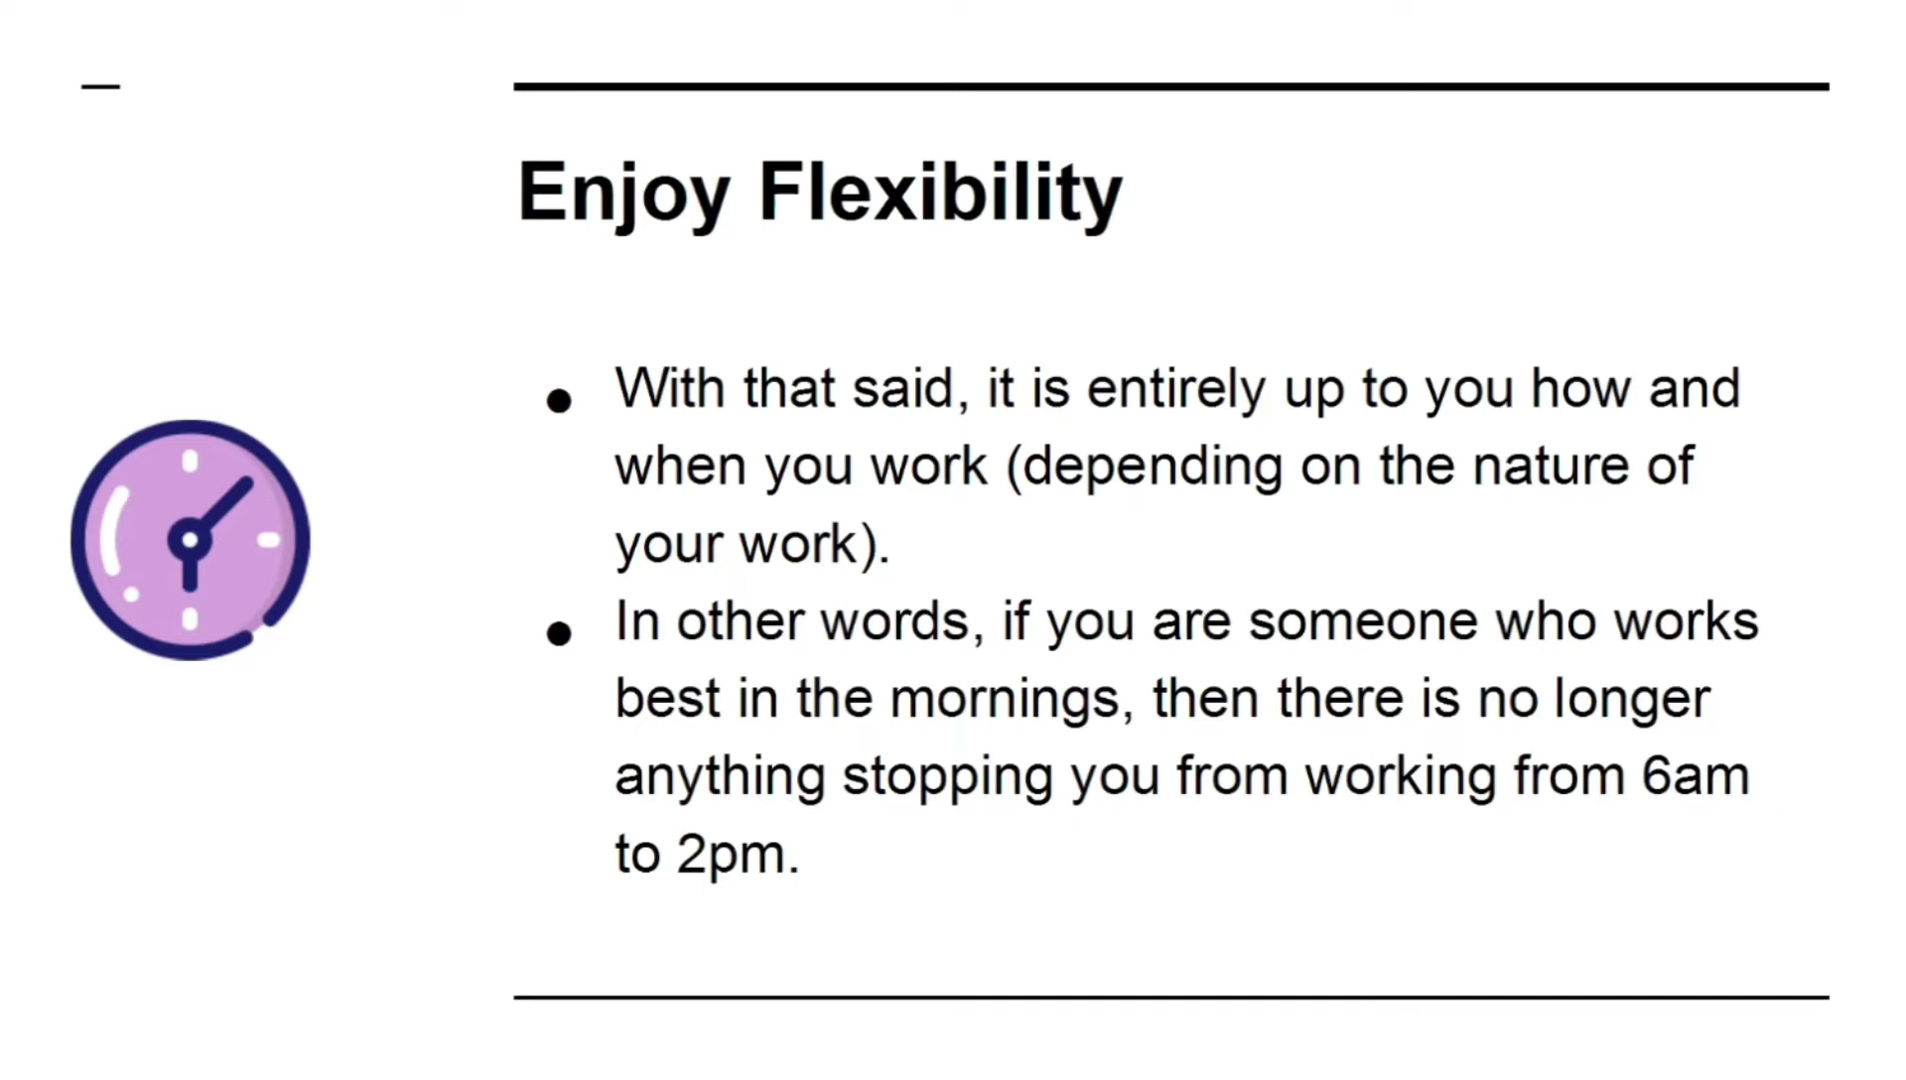 Enjoy Flexibility
● With that said, it is entirely up to you how and
when you work (depending on the nature of
your work).
● In other words, if you are someone who works
best in the mornings, then there is no longer
anything stopping you from working from 6am
to 2pm.